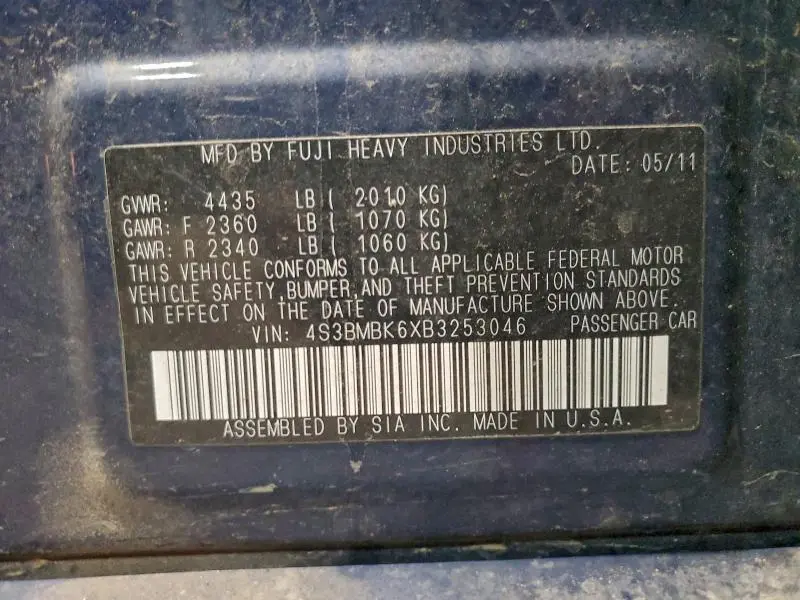 MFD BY FUJI HEAVY INDUSTRIES LTD.
DATE: 05/11
GVWR: 4435 LB ( 2010 KG)
GAWR: F 2360 LB ( 1070 KG)
GAWR: R 2340 LB ( 1060 KG)
THIS VEHICLE CONFORMS TO ALL APPLICABLE FEDERAL MOTOR
VEHICLE SAFETY, BUMPER, AND THEFT PREVENTION STANDARDS
IN EFFECT ON THE DATE OF MANUFACTURE SHOWN ABOVE.
VIN: 4S3BMBK6XB3253046 PASSENGER CAR
ASSEMBLED BY SIA INC. MADE IN U.S.A.